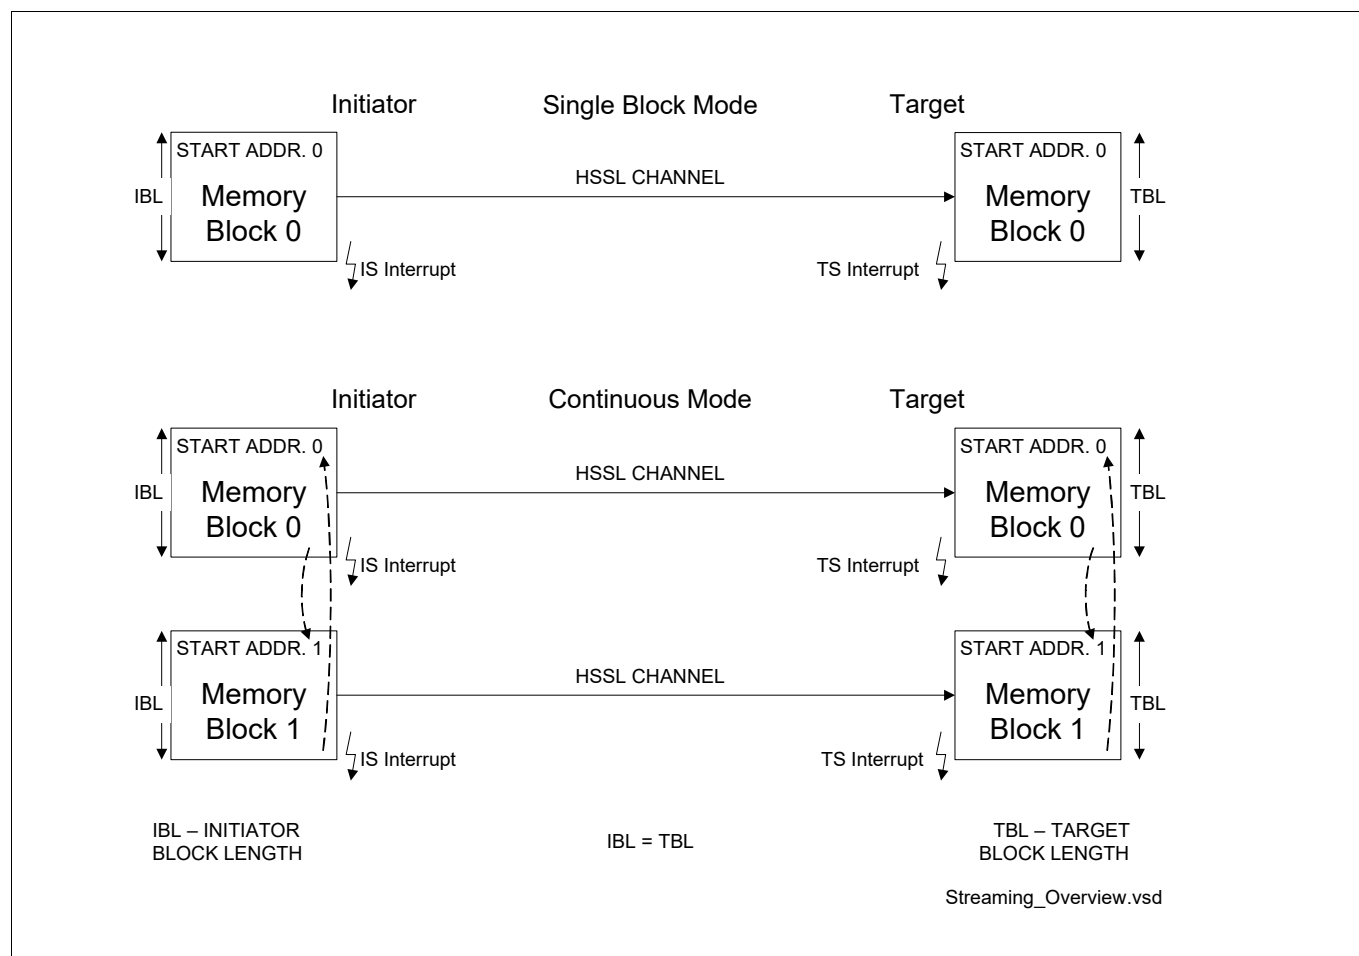 Initiator
Single Block Mode
Target
START ADDR. 0
START ADDR. 0
HSSL CHANNEL
IBL
Memory
Block 0
Memory
Block 0
TBL
IS Interrupt
TS Interrupt
Initiator
Continuous Mode
Target
START ADDR. 0
START ADDR. 0
HSSL CHANNEL
IBL
Memory
Block 0
Memory
Block 0
TBL
IS Interrupt
TS Interrupt
START ADDR. 1
START ADDR. 1
HSSL CHANNEL
IBL
Memory
Block 1
Memory
Block 1
TBL
IS Interrupt
TS Interrupt
IBL – INITIATOR
BLOCK LENGTH
IBL = TBL
TBL – TARGET
BLOCK LENGTH
Streaming_Overview.vsd